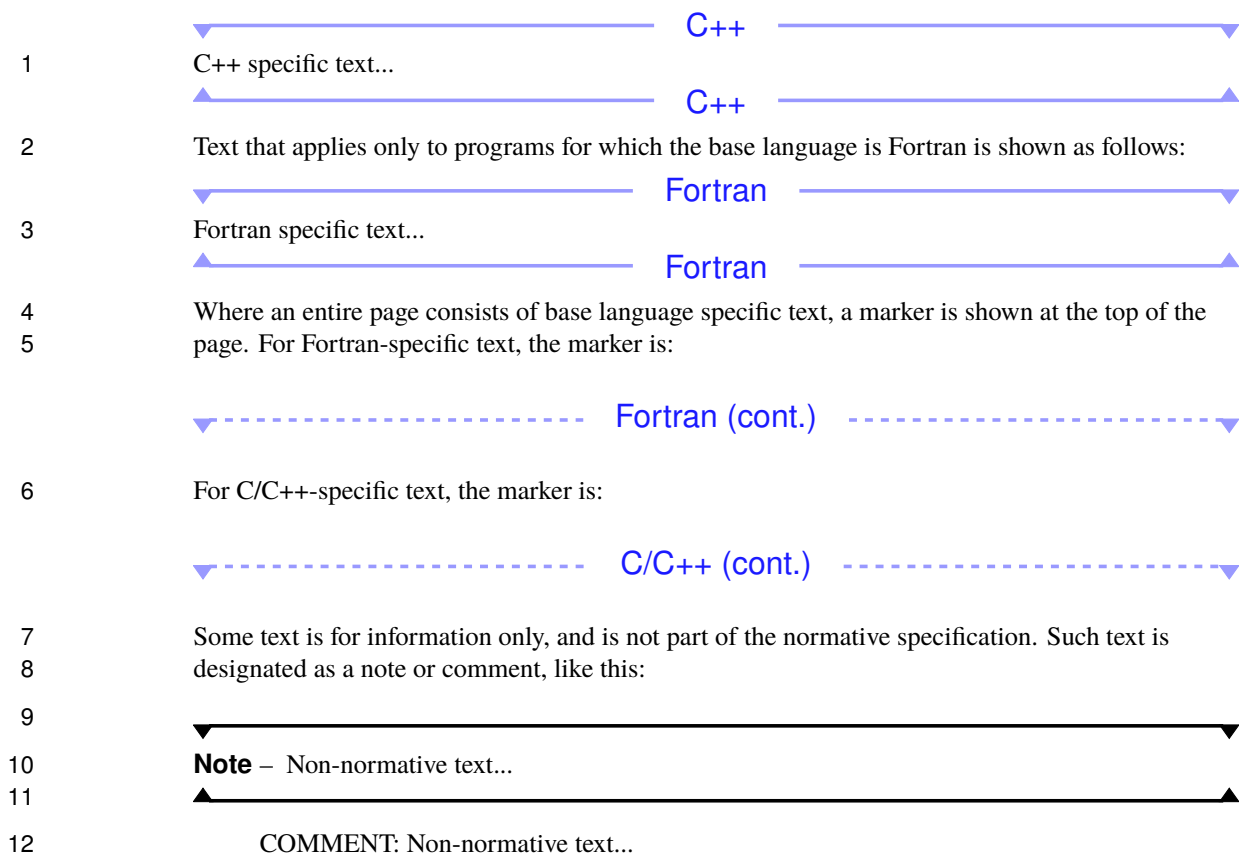 C++
1 C++ specific text...
C++
2 Text that applies only to programs for which the base language is Fortran is shown as follows:
Fortran
3 Fortran specific text...
Fortran
4 Where an entire page consists of base language specific text, a marker is shown at the top of the
5 page. For Fortran-specific text, the marker is:
Fortran (cont.)
6 For C/C++-specific text, the marker is:
C/C++ (cont.)
7 Some text is for information only, and is not part of the normative specification. Such text is
8 designated as a note or comment, like this:
9
10 Note – Non-normative text...
11
12 COMMENT: Non-normative text...